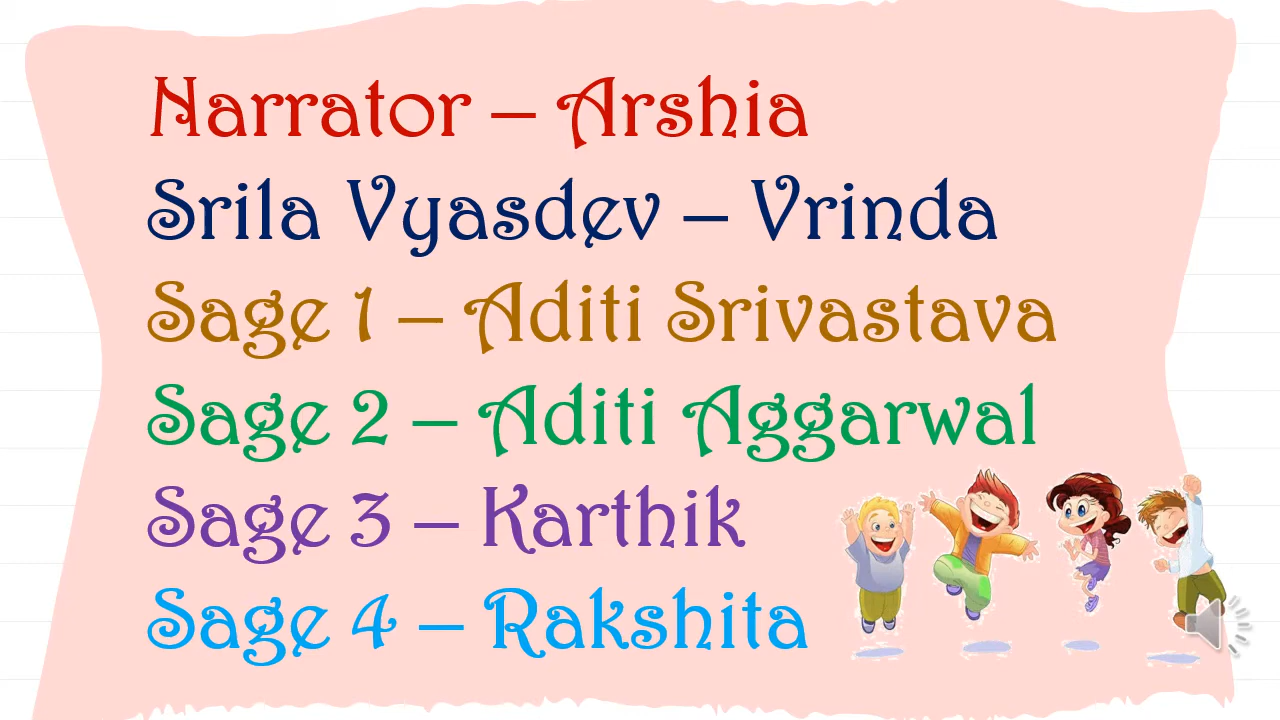 Narrator – Arshia
Srila Vyasdev – Vrinda
Sage 1 – Aditi Srivastava
Sage 2 – Aditi Aggarwal
Sage 3 – Karthik
Sage 4 – Rakshita